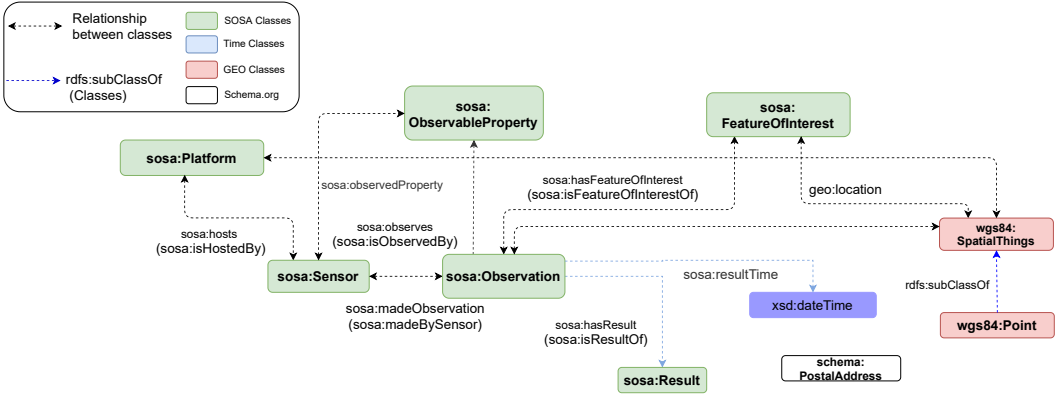 Relationship
between classes
rdfs:subClassOf
(Classes)
SOSA Classes
Time Classes
GEO Classes
Schema.org
sosa:
ObservableProperty
sosa:
FeatureOfInterest
sosa:Platform
sosa:observedProperty
sosa:hasFeatureOfInterest
(sosa:isFeatureOfInterestOf)
geo:location
sosa:hosts
(sosa:isHostedBy)
sosa:observes
(sosa:isObservedBy)
wgs84:
SpatialThings
sosa:Sensor
sosa:Observation
sosa:resultTime
rdfs:subClassOf
xsd:dateTime
sosa:madeObservation
(sosa:madeBySensor)
sosa:hasResult
(sosa:isResultOf)
wgs84:Point
schema:
PostalAddress
sosa:Result